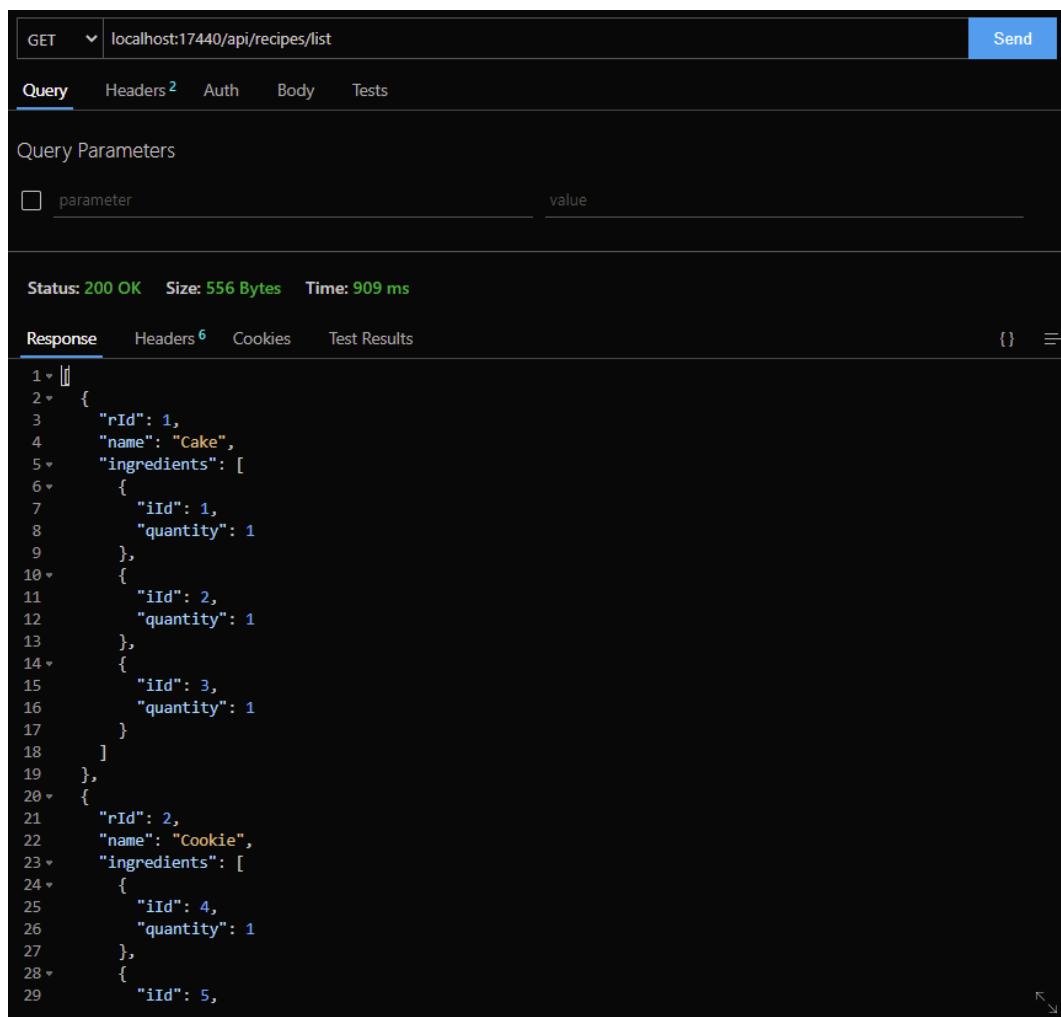 GET localhost:17440/api/recipes/list Send
Query Headers 2 Auth Body Tests
Query Parameters
parameter value
Status: 200 OK Size: 556 Bytes Time: 909 ms
Response Headers 6 Cookies Test Results {}
1 [
2 {
3 "rId": 1,
4 "name": "Cake",
5 "ingredients": [
6 {
7 "iId": 1,
8 "quantity": 1
9 },
10 {
11 "iId": 2,
12 "quantity": 1
13 },
14 {
15 "iId": 3,
16 "quantity": 1
17 }
18 ]
19 },
20 {
21 "rId": 2,
22 "name": "Cookie",
23 "ingredients": [
24 {
25 "iId": 4,
26 "quantity": 1
27 },
28 {
29 "iId": 5,